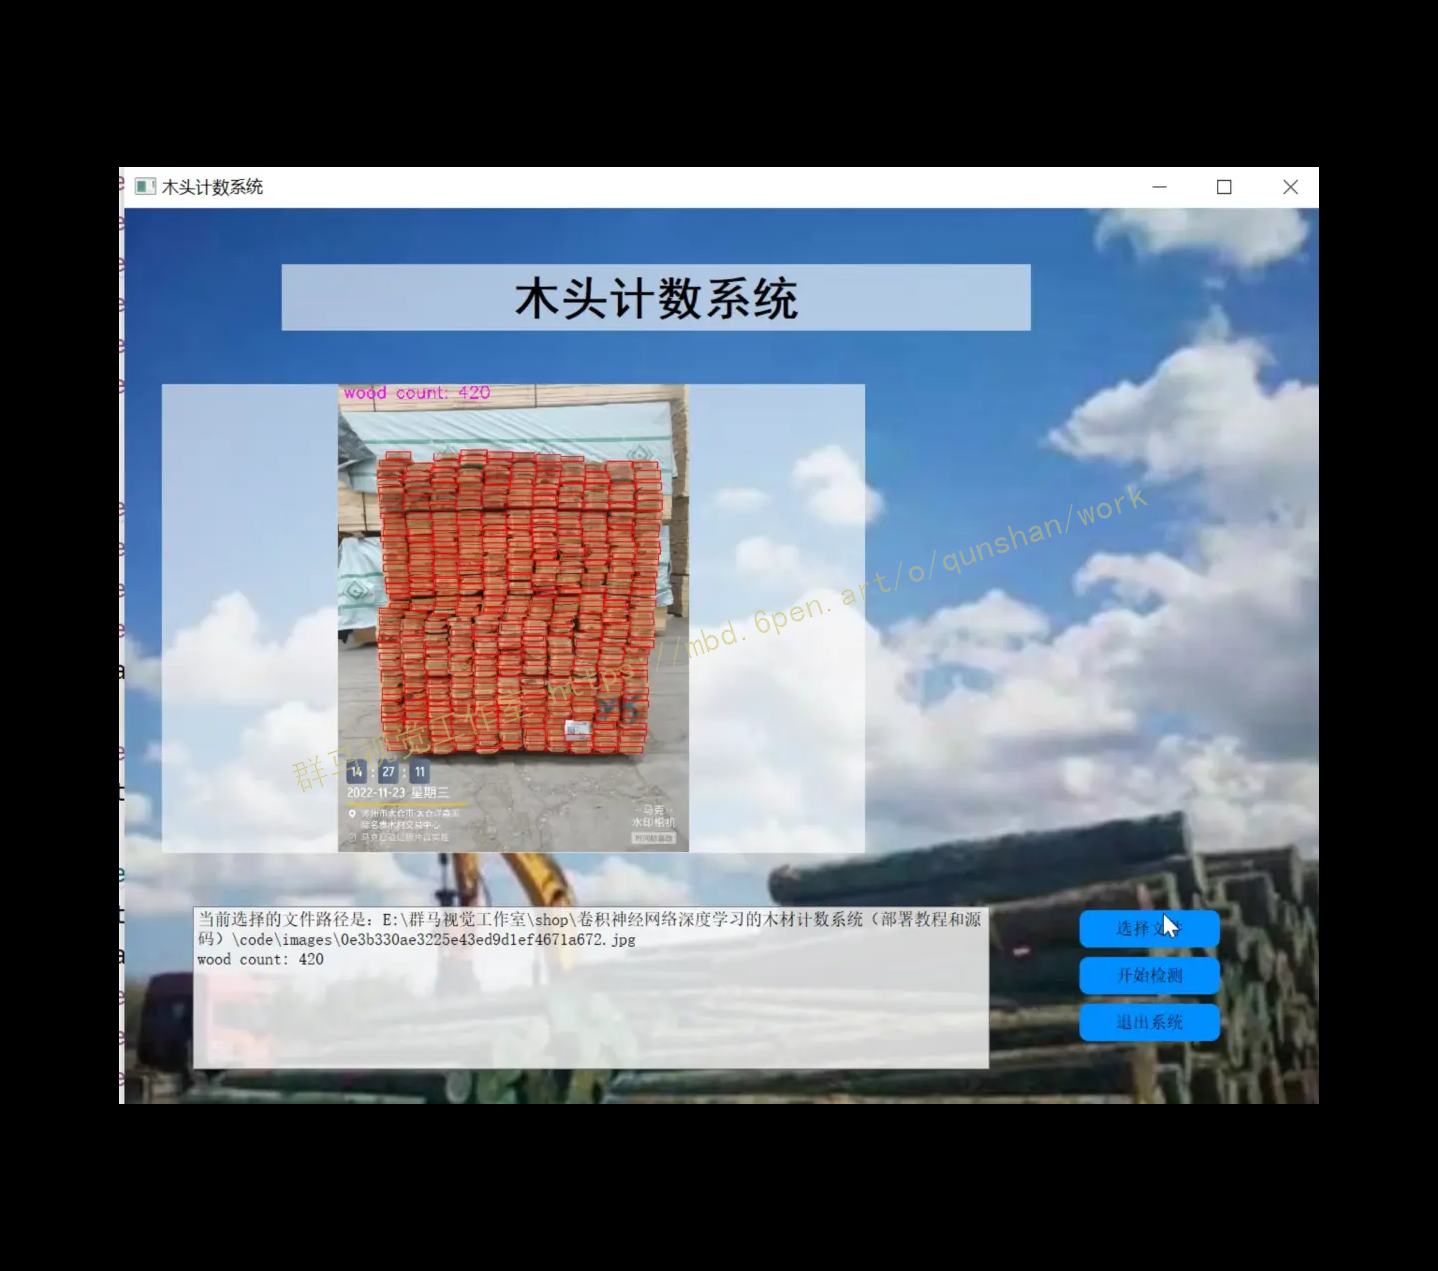 木头计数系统
木头计数系统
wood count: 420
群马视觉工作室 https://mbd.6pen.art/o/qunshan/work
14:27:11
2022-11-23 星期三
马克
水印相机
当前选择的文件路径是：E:\群马视觉工作室\shop\卷积神经网络深度学习的木材计数系统（部署教程和源
码）\code\images\0e3b330ae3225e43ed9d1ef4671a672.jpg
wood count: 420
选择文件
开始检测
退出系统